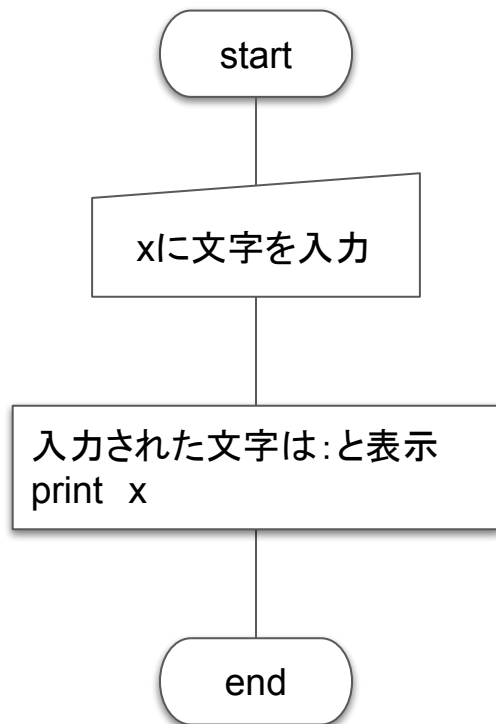 start
xに文字を入力
入力された文字は：と表示
print　x
end